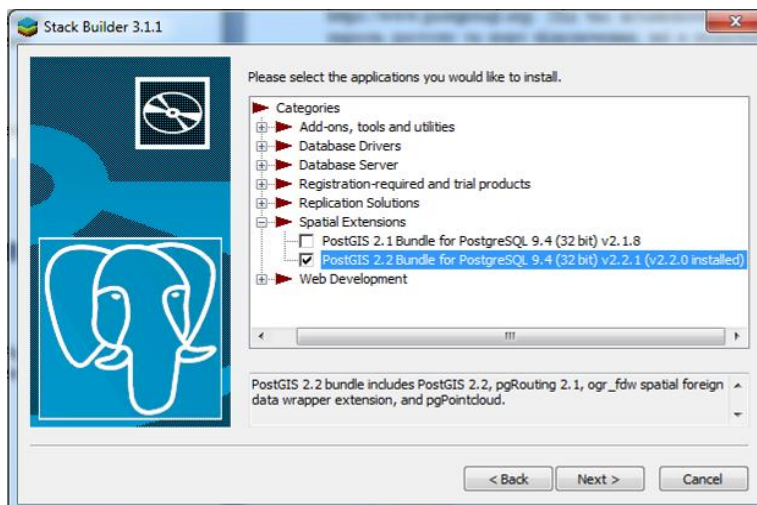 Stack Builder 3.1.1
Please select the applications you would like to install.
Categories
Add-ons, tools and utilities
Database Drivers
Database Server
Registration-required and trial products
Replication Solutions
Spatial Extensions
PostGIS 2.1 Bundle for PostgreSQL 9.4 (32 bit) v2.1.8
PostGIS 2.2 Bundle for PostgreSQL 9.4 (32 bit) v2.2.1 (v2.2.0 installed)
Web Development
PostGIS 2.2 bundle includes PostGIS 2.2, pgRouting 2.1, ogr_fdw spatial foreign
data wrapper extension, and pgPointcloud.
< Back Next > Cancel